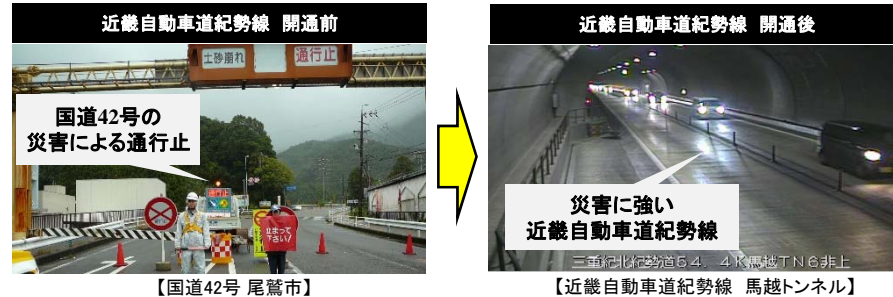 近畿自動車道紀勢線 開通前
土砂崩れ
通行止
国道42号の
災害による通行止
通行止
止まって
下さい!
【国道42号 尾鷲市】
近畿自動車道紀勢線 開通後
災害に強い
近畿自動車道紀勢線
三重紀北紀勢道54.4K馬越TN6非上
【近畿自動車道紀勢線 馬越トンネル】